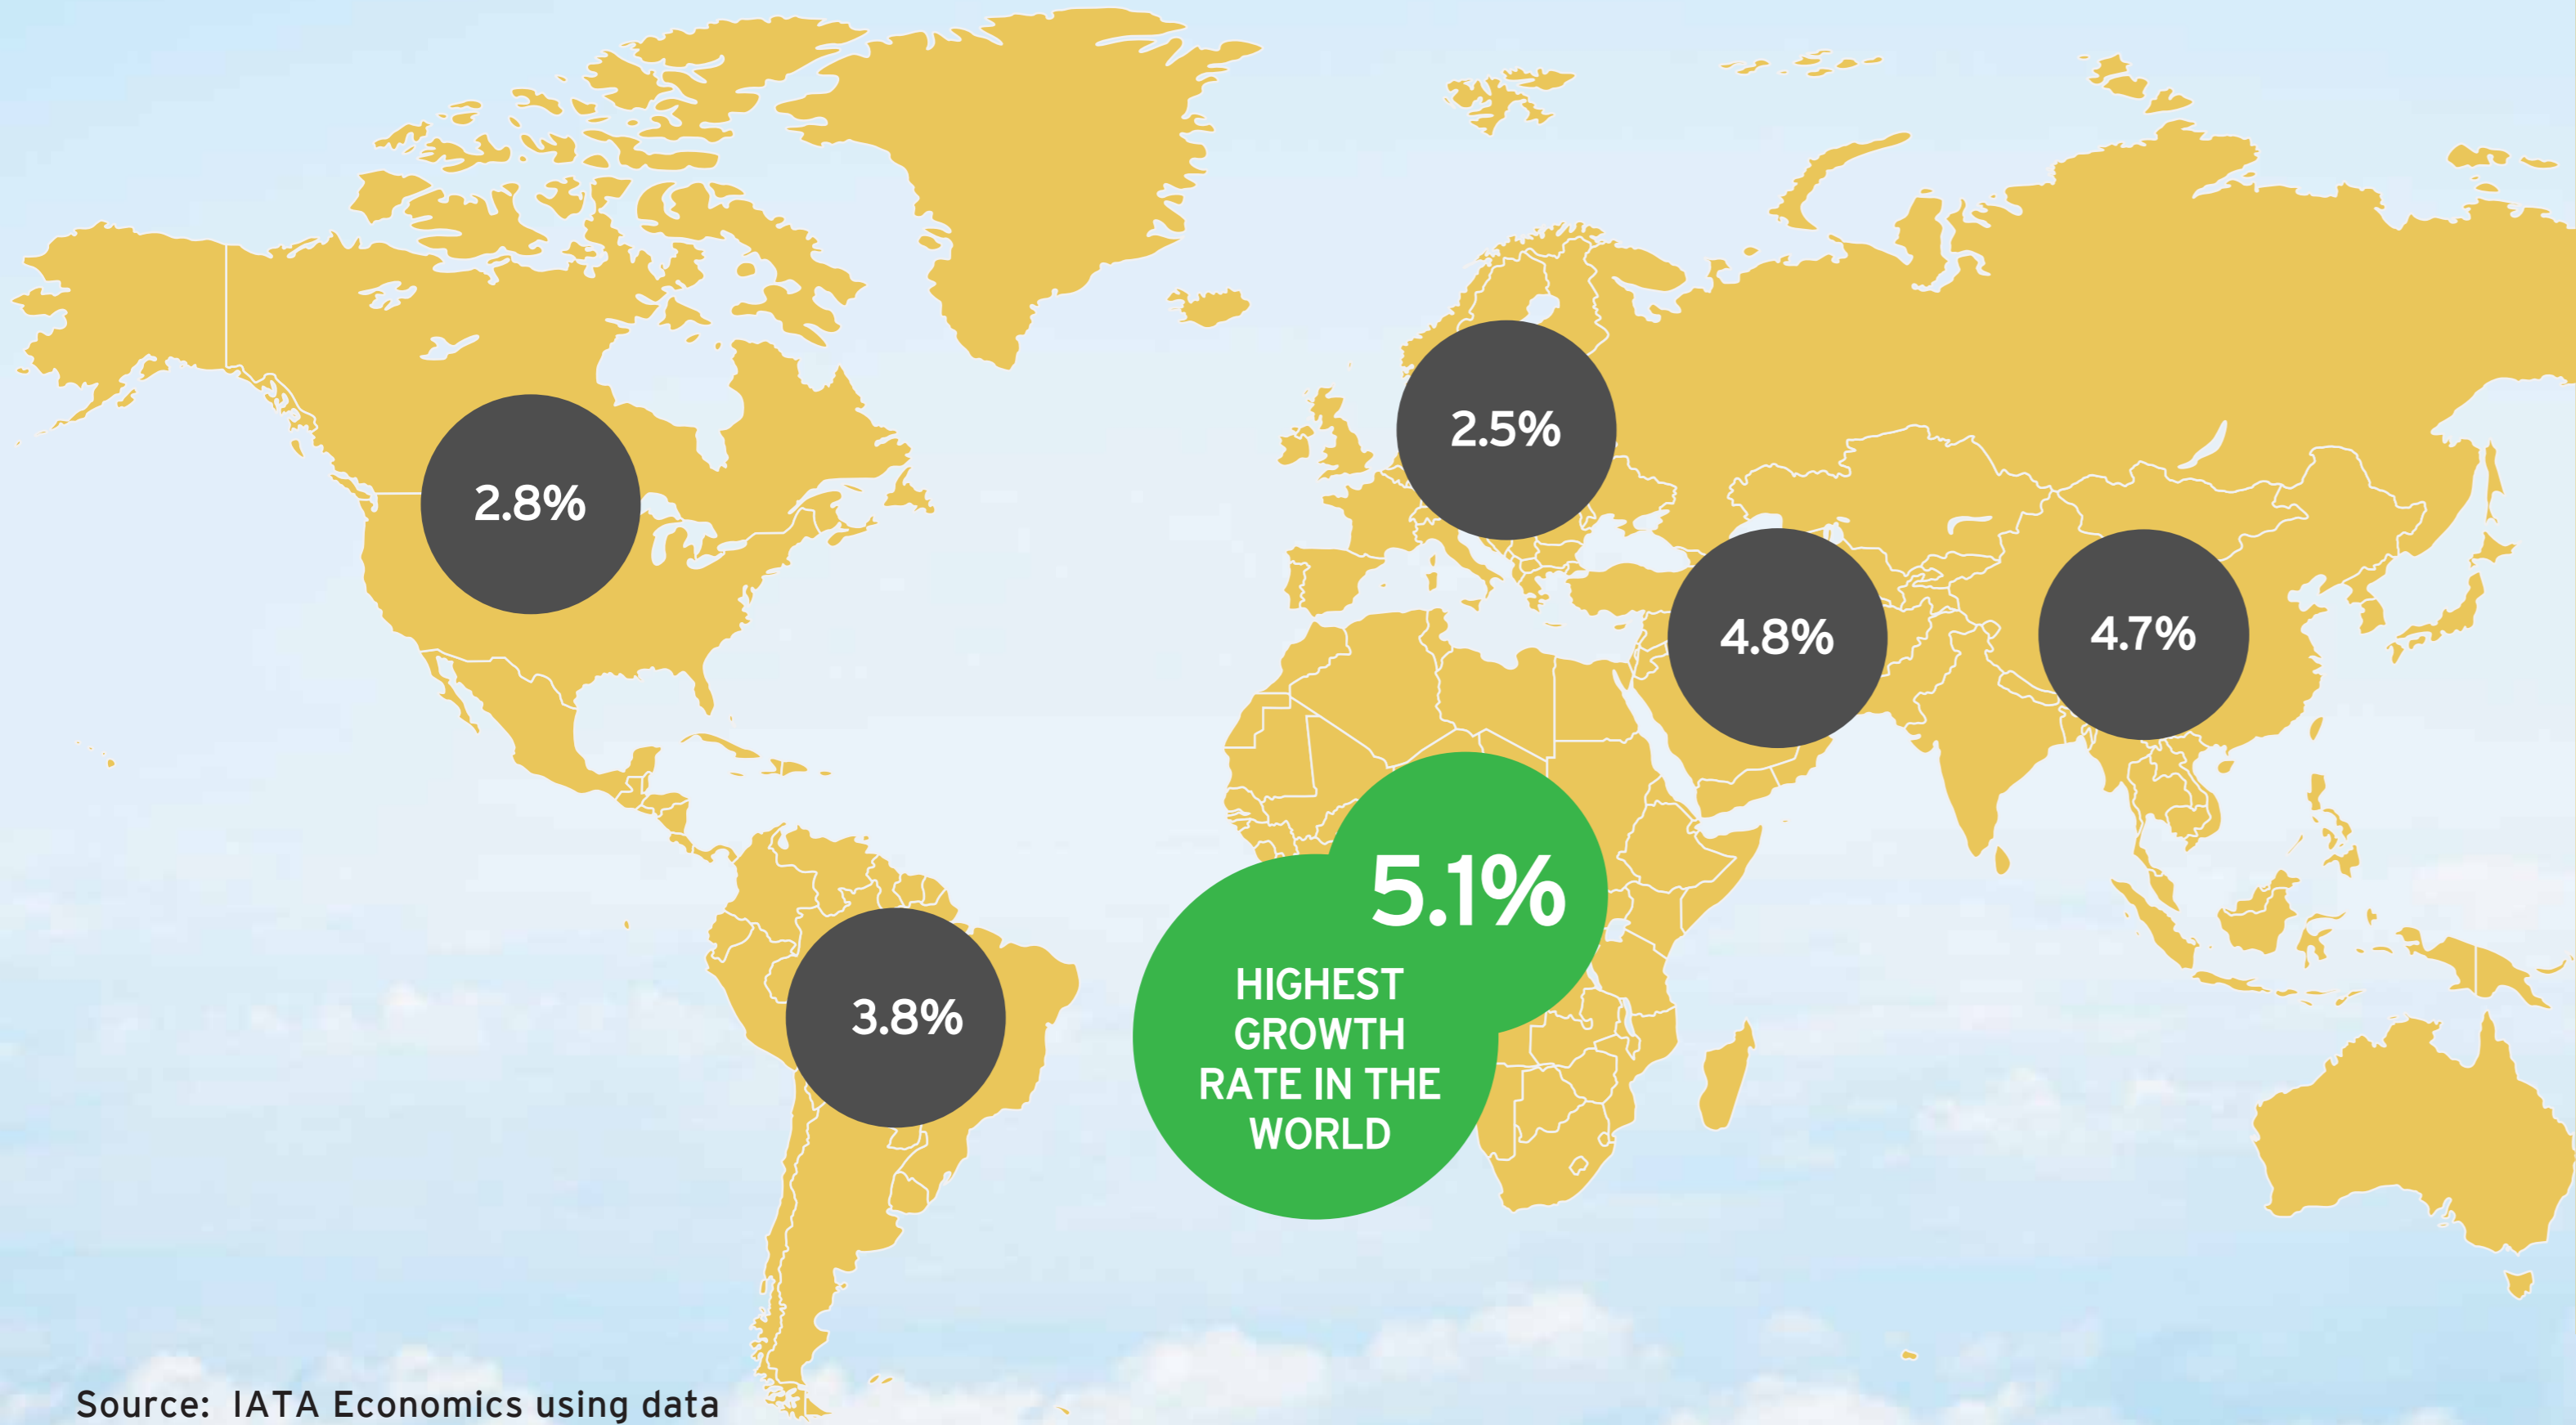 2.5%
2.8%
4.8%
4.7%
5.1%
HIGHEST
GROWTH
RATE IN THE
WORLD
3.8%
Source: IATA Economics using data